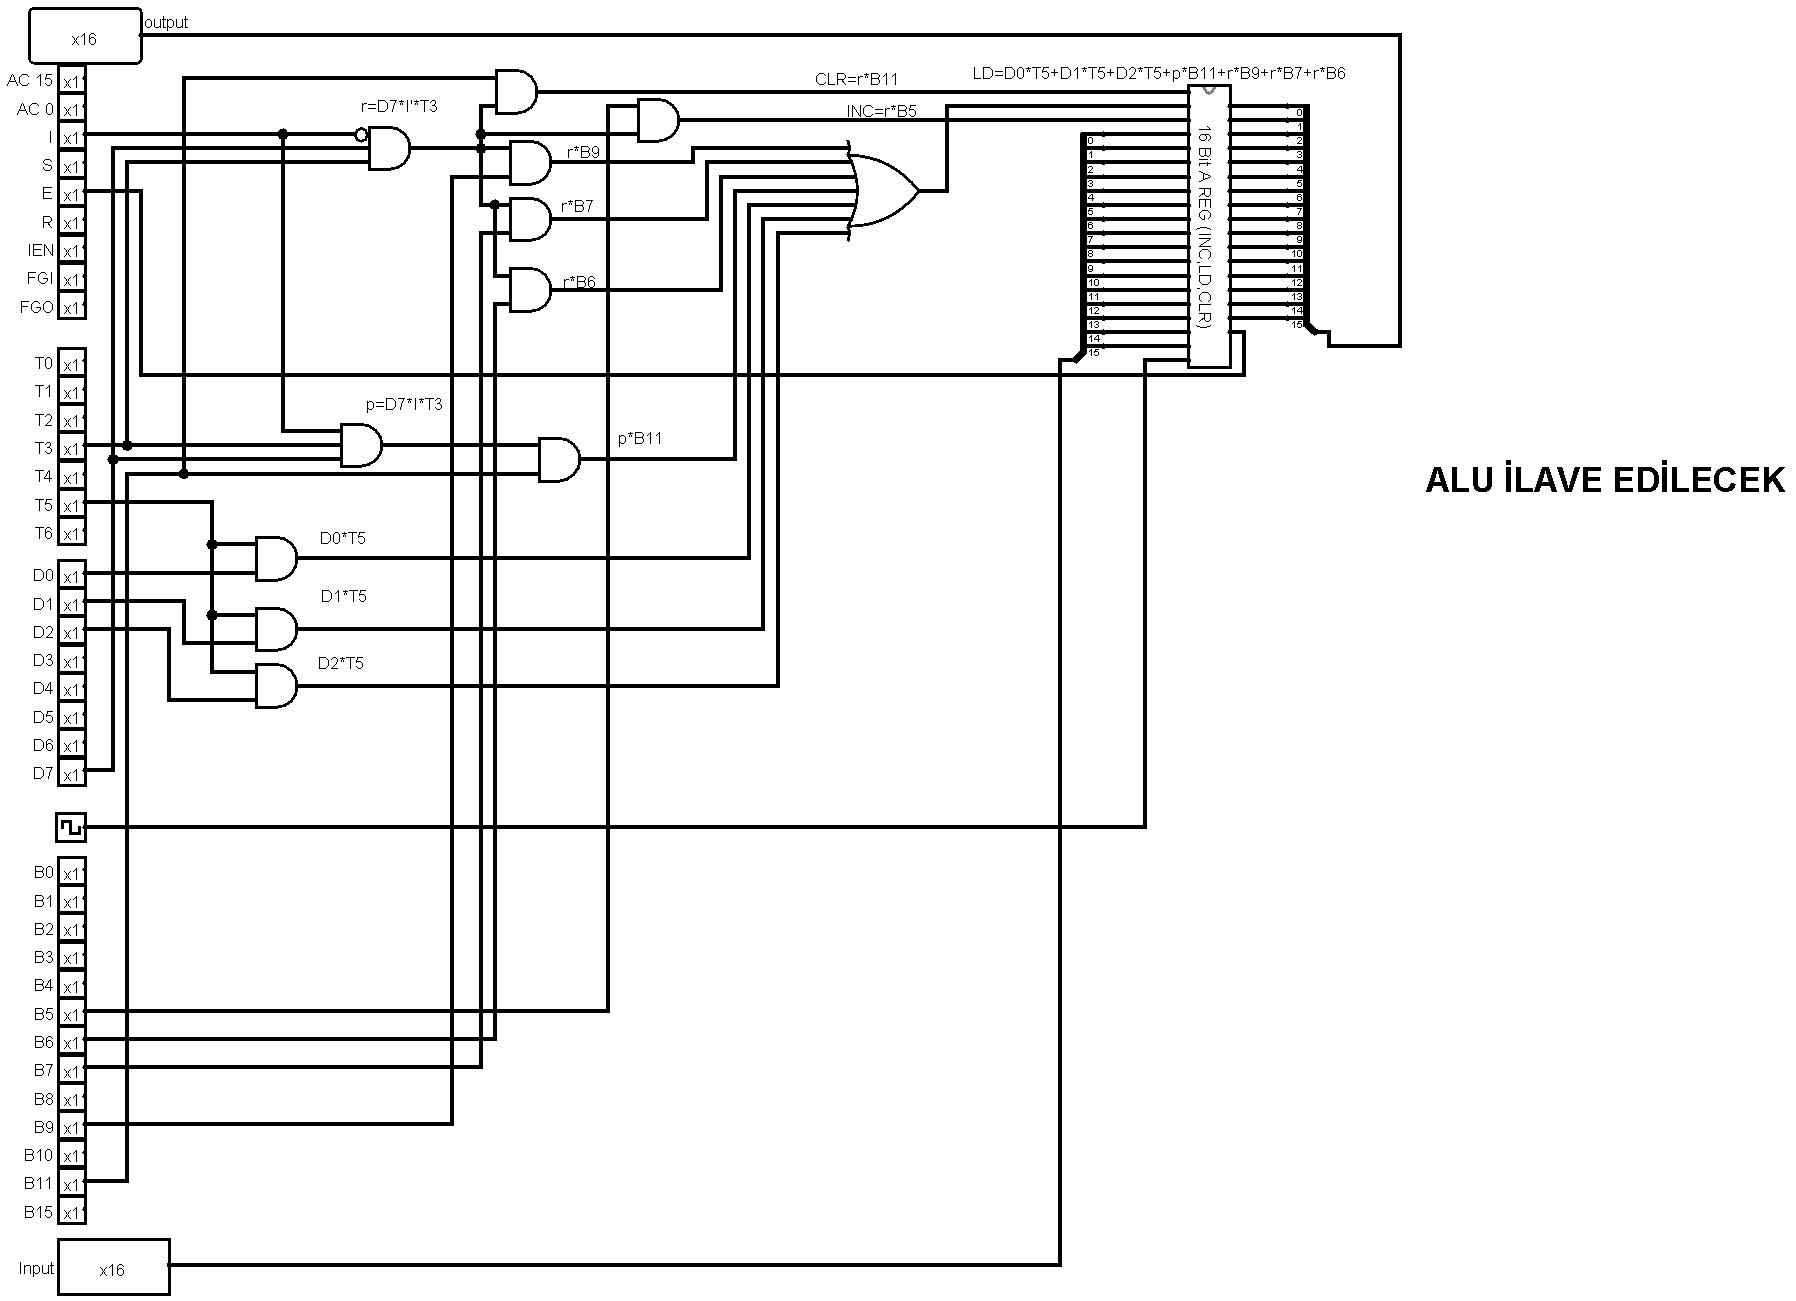 output
x16
AC 15 x1
AC 0 x1
I x1
S x1
E x1
R x1
IEN x1
FGI x1
FGO x1
T0 x1
T1 x1
T2 x1
T3 x1
T4 x1
T5 x1
T6 x1
D0 x1
D1 x1
D2 x1
D3 x1
D4 x1
D5 x1
D6 x1
D7 x1
B0 x1
B1 x1
B2 x1
B3 x1
B4 x1
B5 x1
B6 x1
B7 x1
B8 x1
B9 x1
B10 x1
B11 x1
B15 x1
Input x16
r=D7*I'*T3
CLR=r*B11
INC=r*B5
r*B9
r*B7
r*B6
p=D7*I*T3
p*B11
D0*T5
D1*T5
D2*T5
LD=D0*T5+D1*T5+D2*T5+p*B11+r*B9+r*B7+r*B6
0
1
2
3
4
5
6
7
8
9
10
11
12
13
14
15
16 Bit A REG (INC,LD,CLR)
0
1
2
3
4
5
6
7
8
9
10
11
12
13
14
15
ALU İLAVE EDİLECEK